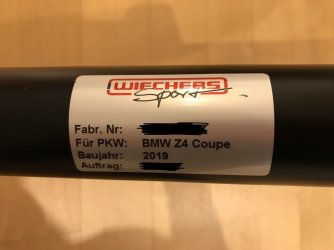 WIECHERS
Sport
Fabr. Nr:
Für PKW: BMW Z4 Coupe
Baujahr: 2019
Auftrag: